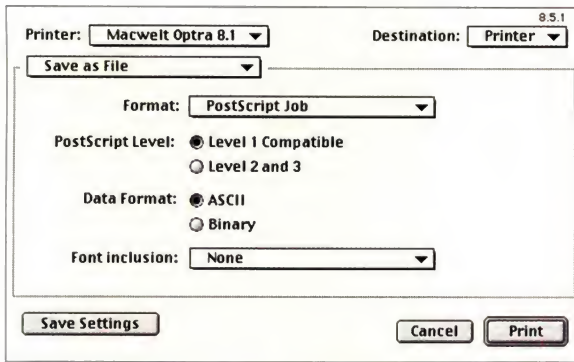 8.5.1
Printer: Macwelt Optra 8.1 Destination: Printer
Save as File
Format: PostScript Job
PostScript Level: Level 1 Compatible
Level 2 and 3
Data Format: ASCII
Binary
Font inclusion: None
Save Settings Cancel Print